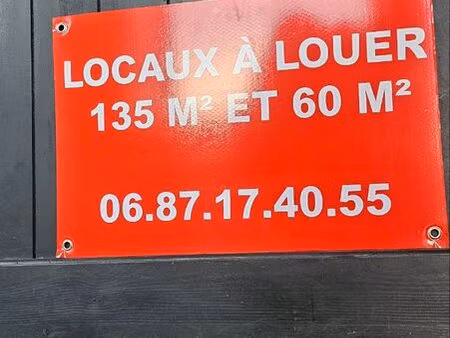 LOCAUX À LOUER
135 M² ET 60 M²
06.87.17.40.55